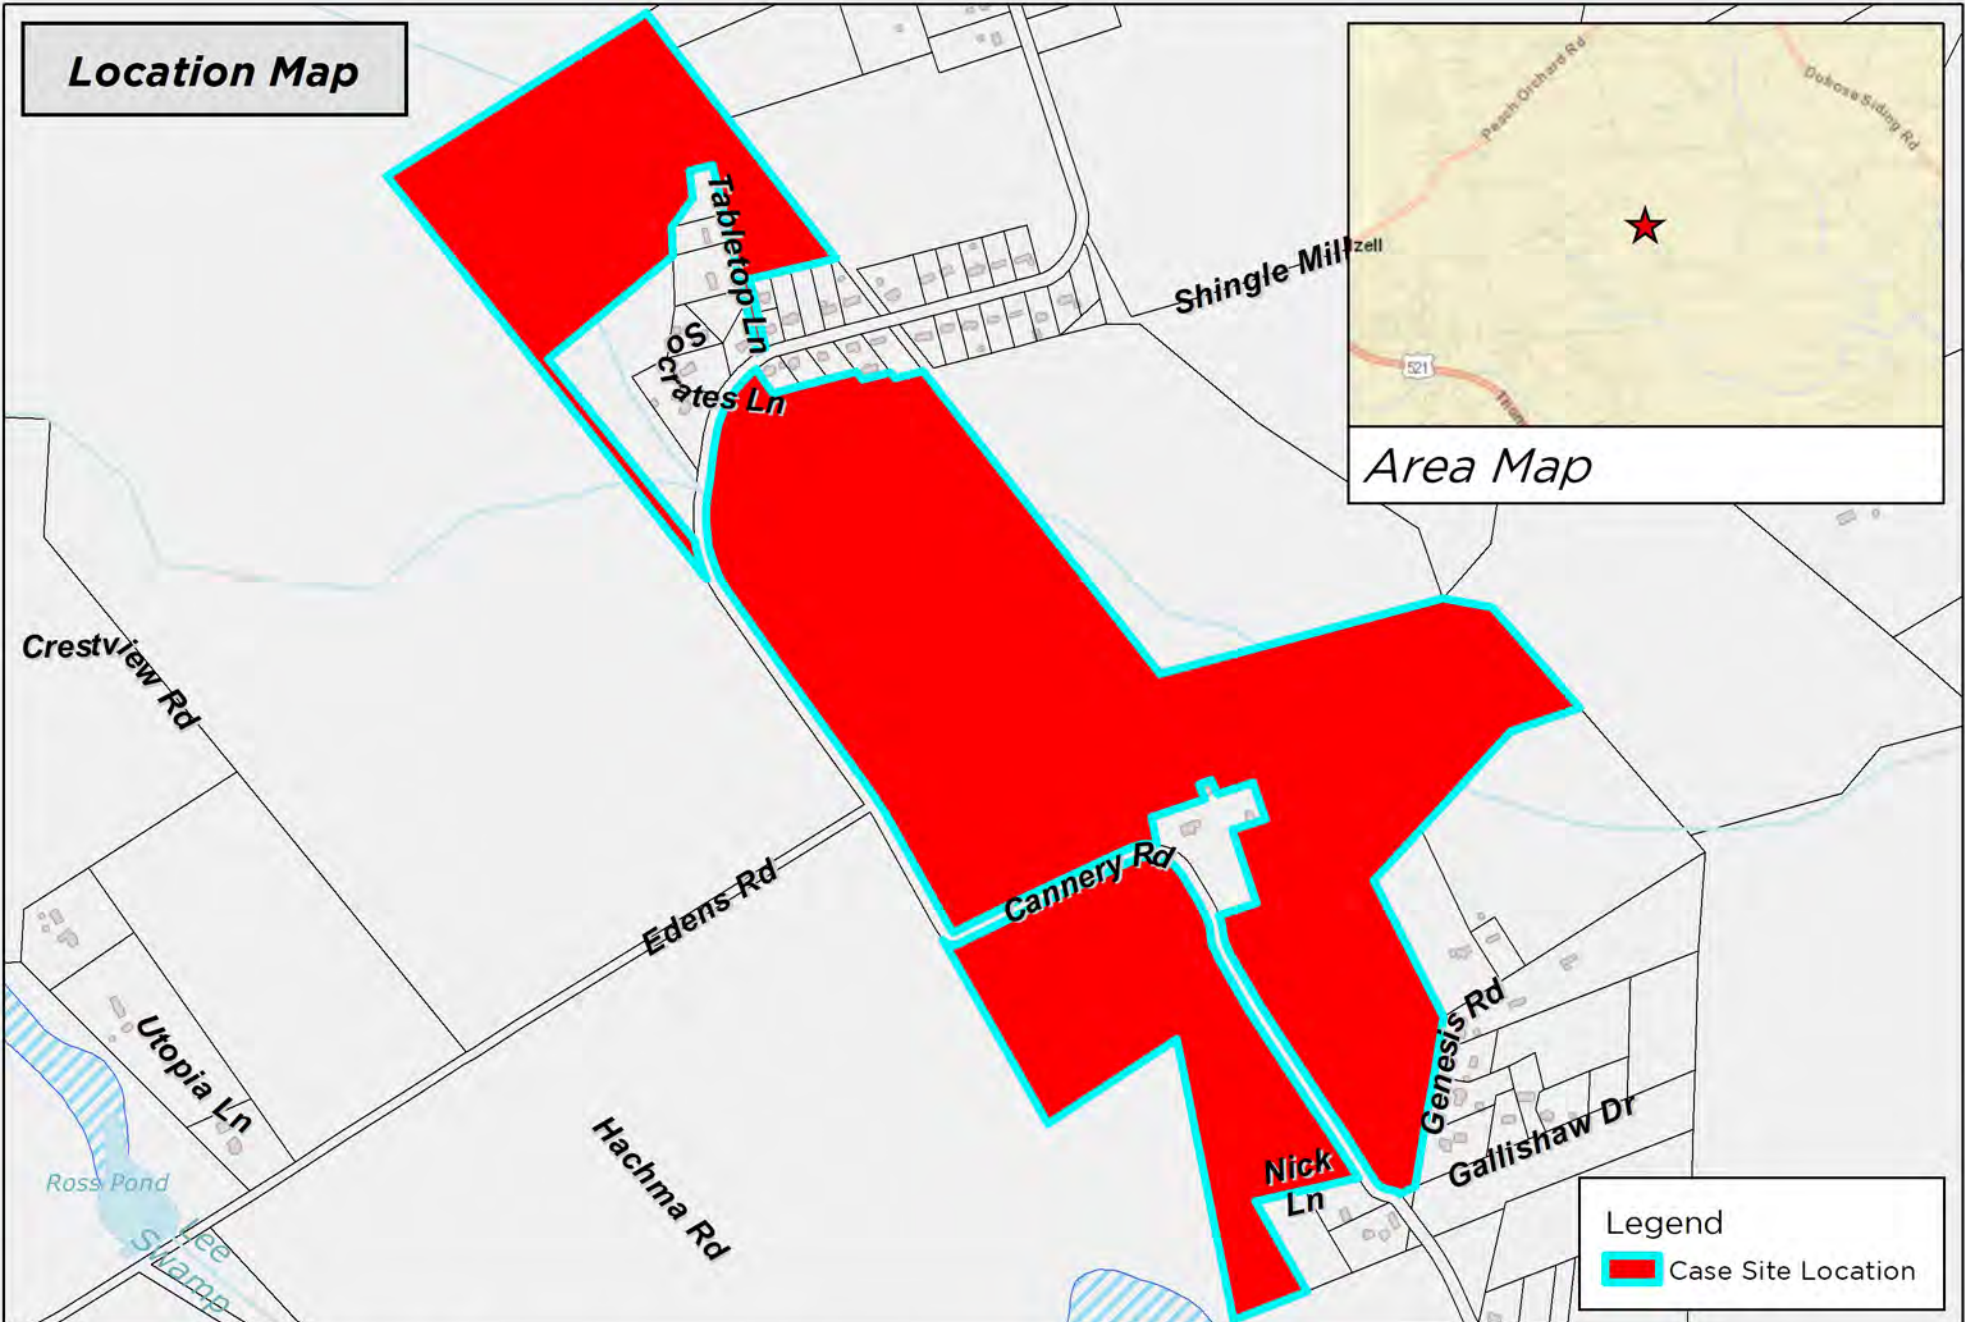 Location Map
Peach Orchard Rd
DuBose Siding Rd
Tabletop Ln
Shingle Mill
lzell
Socrates Ln
521
Thom
Area Map
Crestview Rd
Cannery Rd
Edens Rd
Genesis Rd
Utopia Ln
Gallishaw Dr
Hachma Rd
Nick
Ln
Ross Pond
Lee
Swamp
Legend
Case Site Location